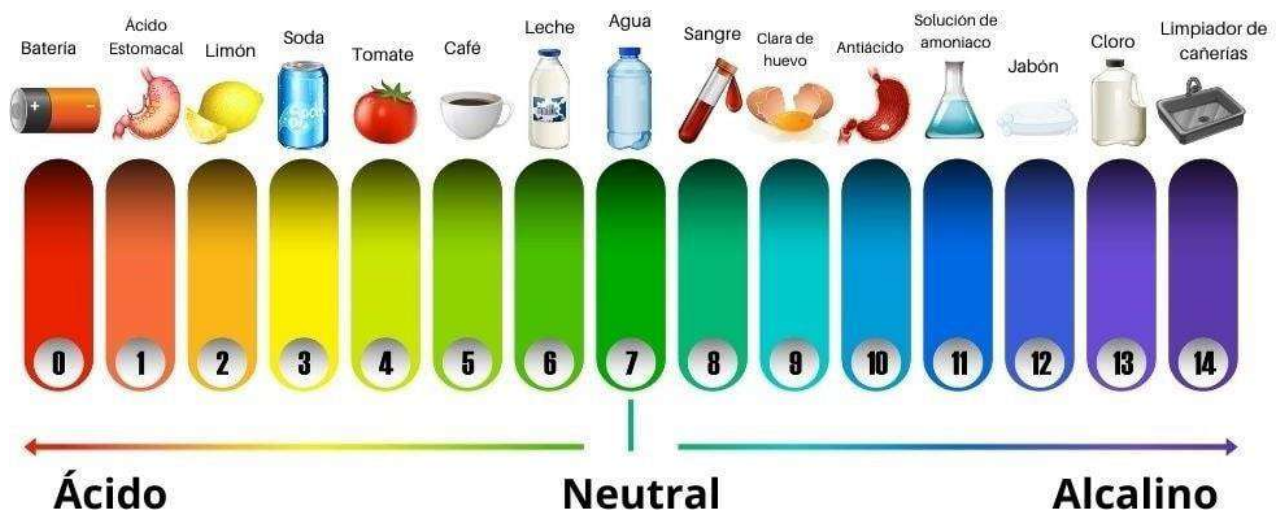 Batería
Ácido
Estomacal
Limón
Soda
Tomate
Café
Leche
Agua
Sangre
Clara de
huevo
Antiácido
Solución de
amoniaco
Jabón
Cloro
Limpiador de
cañerías
+
-
Soda
0
1
2
3
4
5
6
7
8
9
10
11
12
13
14
Ácido
Neutral
Alcalino